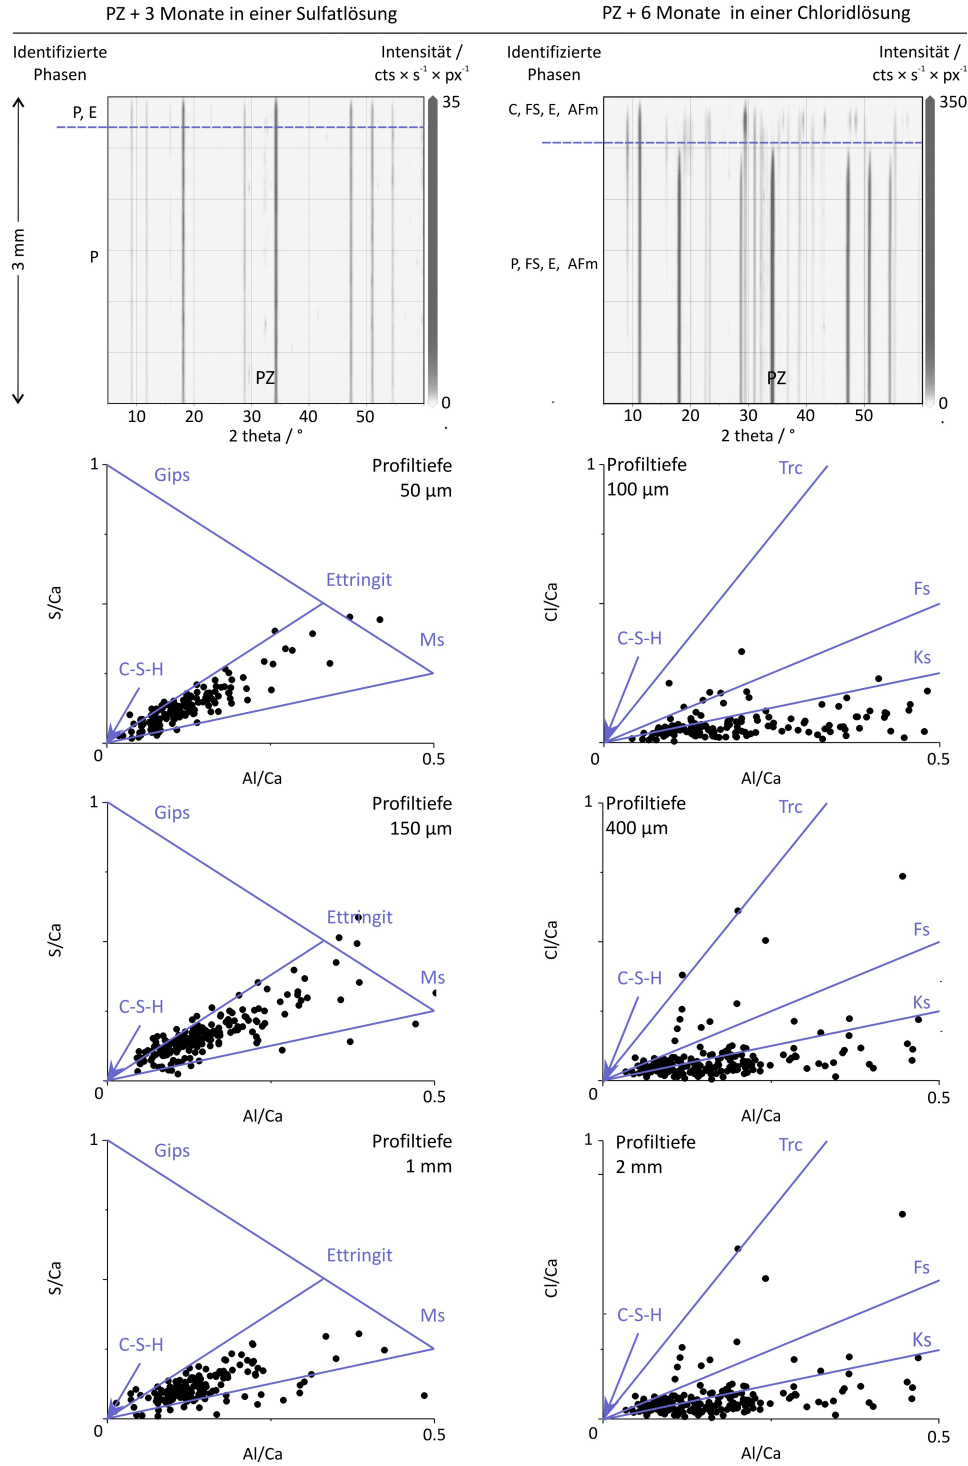 PZ + 3 Monate in einer Sulfatlösung
PZ + 6 Monate in einer Chloridlösung
Identifizierte
Phasen
Intensität /
cts × s⁻¹ × px⁻¹
P, E
P
3 mm
35
0
PZ
10 20 30 40 50
2 theta / °
Identifizierte
Phasen
Intensität /
cts × s⁻¹ × px⁻¹
C, FS, E, AFm
P, FS, E, AFm
350
0
PZ
10 20 30 40 50
2 theta / °
Profiltiefe
50 µm
1
Gips
Ettringit
Ms
C-S-H
S/Ca
0
0.5
Al/Ca
Profiltiefe
100 µm
1
Trc
Fs
Ks
C-S-H
Cl/Ca
0
0.5
Al/Ca
Profiltiefe
150 µm
1
Gips
Ettringit
Ms
C-S-H
S/Ca
0
0.5
Al/Ca
Profiltiefe
400 µm
1
Trc
Fs
Ks
C-S-H
Cl/Ca
0
0.5
Al/Ca
Profiltiefe
1 mm
1
Gips
Ettringit
Ms
C-S-H
S/Ca
0
0.5
Al/Ca
Profiltiefe
2 mm
1
Trc
Fs
Ks
C-S-H
Cl/Ca
0
0.5
Al/Ca